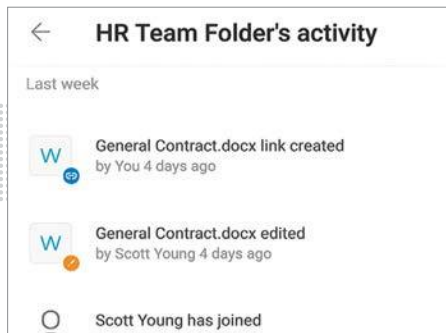 HR Team Folder's activity
Last week
W
General Contract.docx link created
by You 4 days ago
W
General Contract.docx edited
by Scott Young 4 days ago
Scott Young has joined